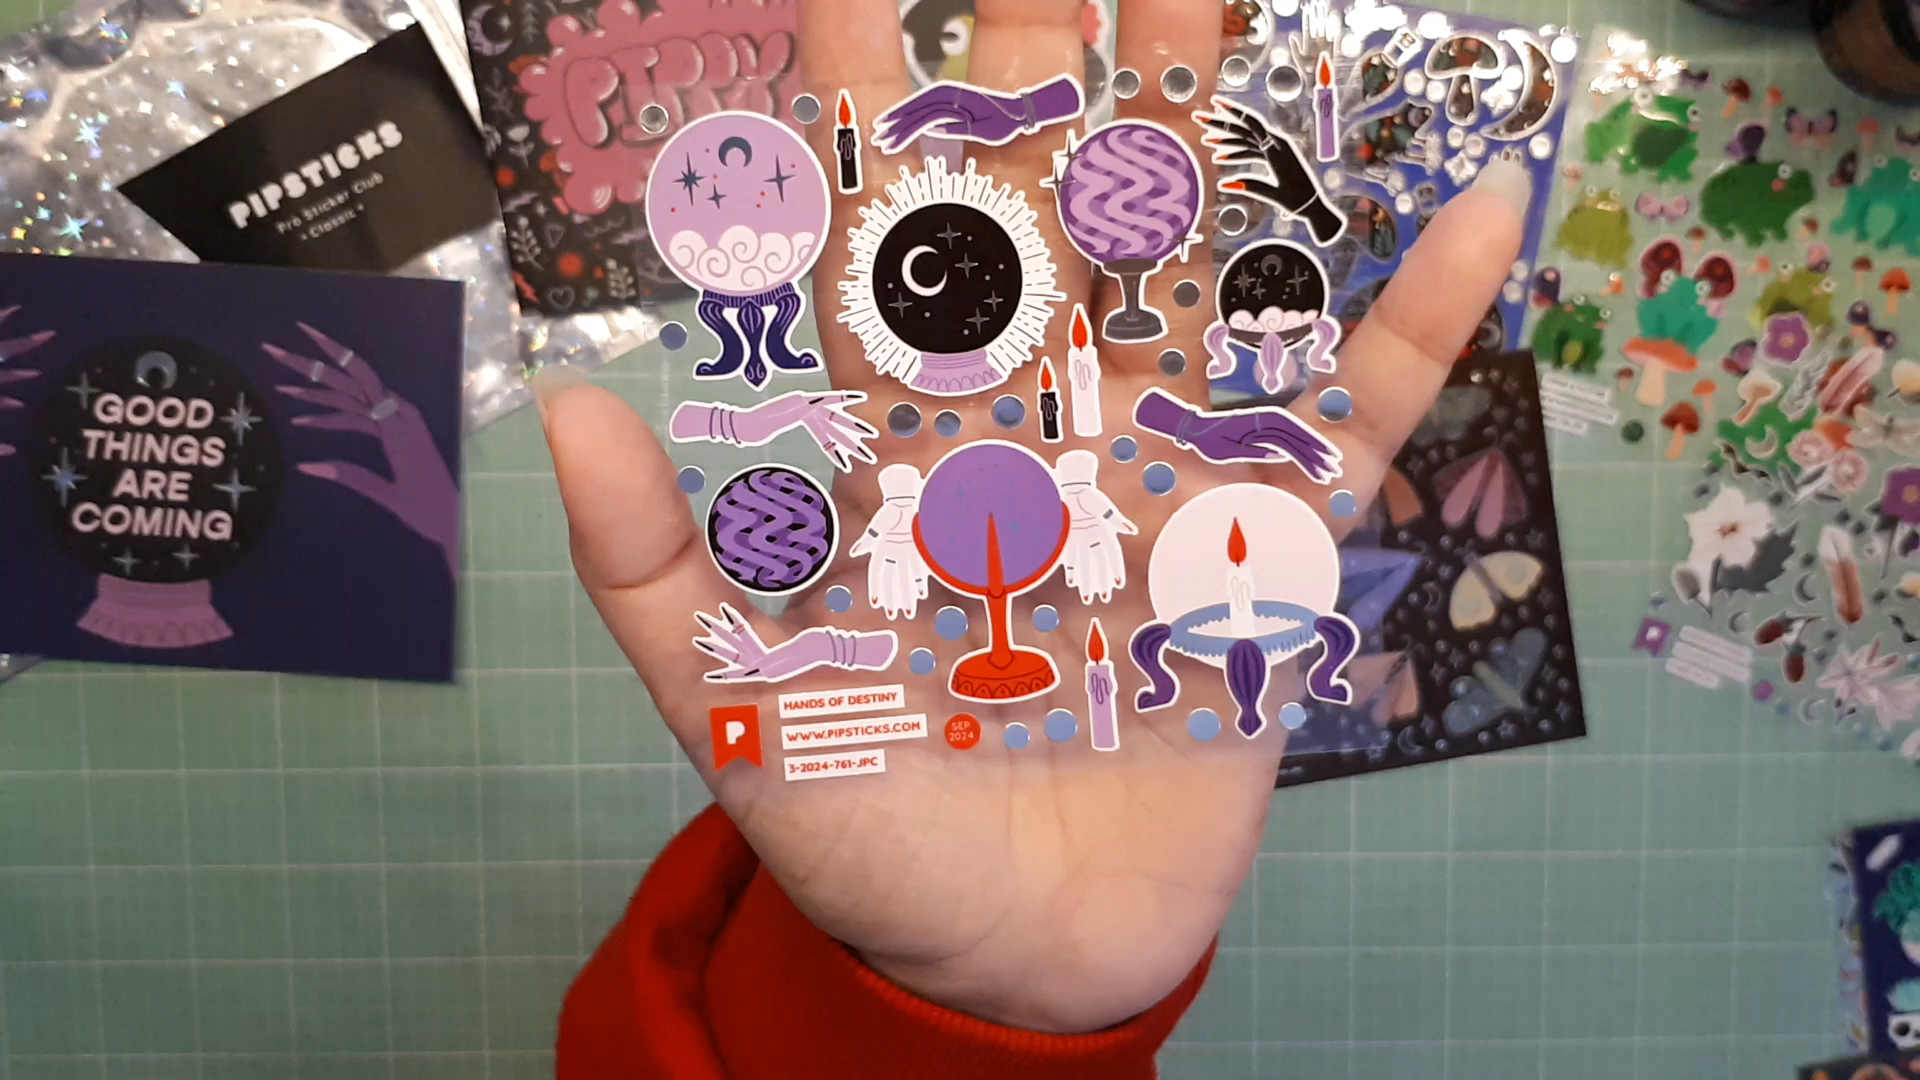 PIPSTICKS
Pro Sticker Club
• Classic •
PIPPY
GOOD
THINGS
ARE
COMING
P
HANDS OF DESTINY
WWW.PIPSTICKS.COM
3-2024-761-JPC
SEP
2024